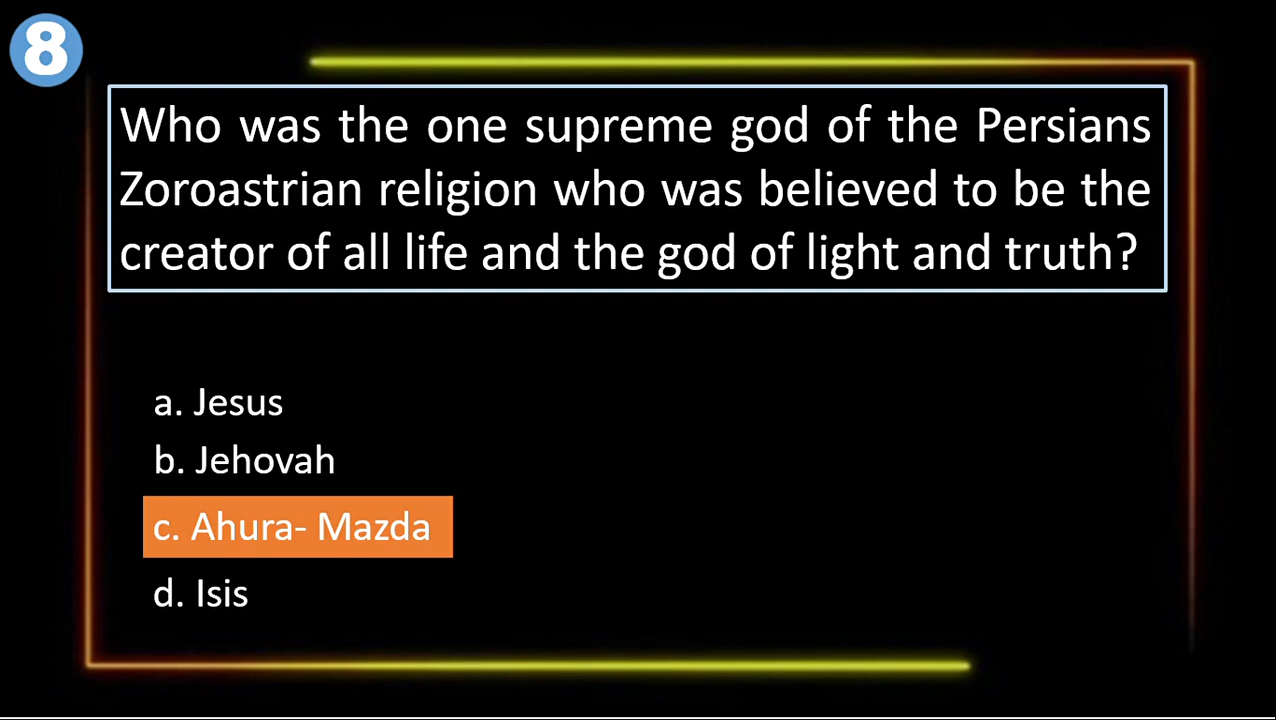 8
Who was the one supreme god of the Persians
Zoroastrian religion who was believed to be the
creator of all life and the god of light and truth?
a. Jesus
b. Jehovah
c. Ahura- Mazda
d. Isis